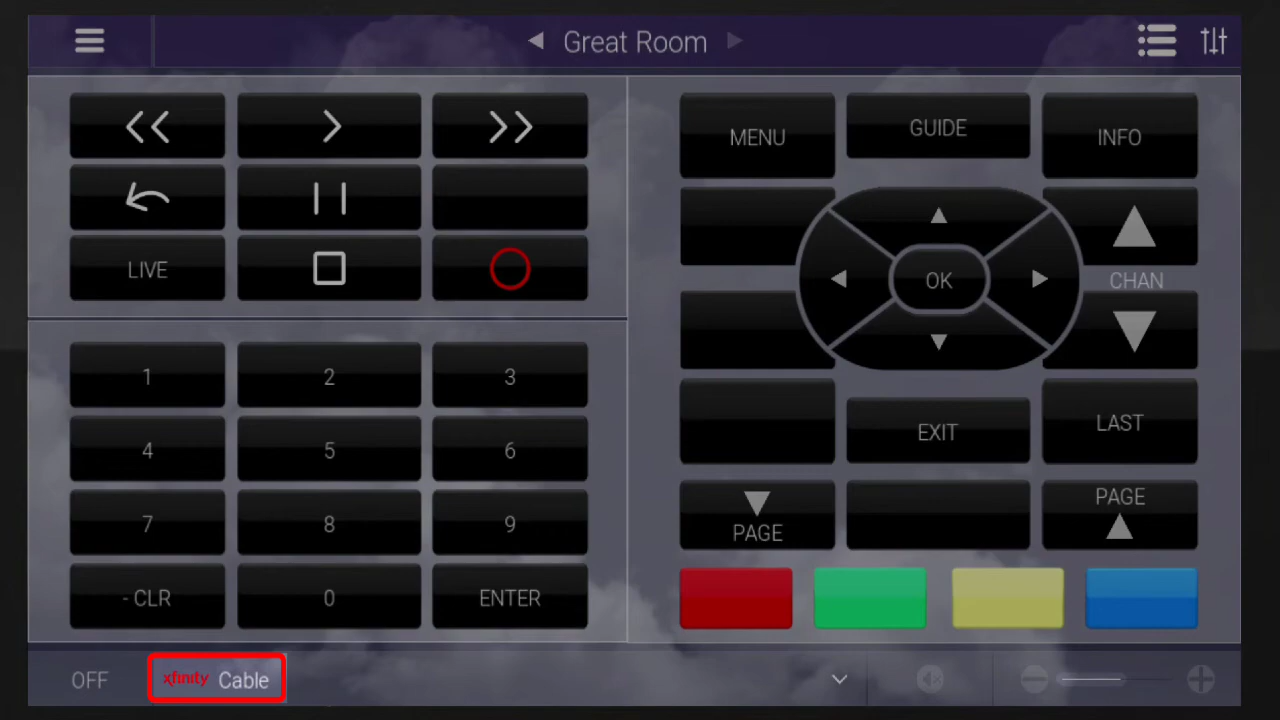 Great Room
MENU
GUIDE
INFO
LIVE
OK
CHAN
1
2
3
4
5
6
EXIT
LAST
7
8
9
PAGE
PAGE
- CLR
0
ENTER
OFF
xfinity Cable